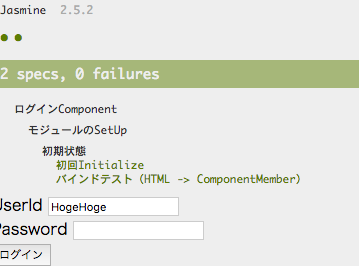 Jasmine 2.5.2
2 specs, 0 failures
ログインComponent
モジュールのSetUp
初期状態
初回Initialize
バインドテスト（HTML -> ComponentMember）
UserId HogeHoge
Password
ログイン